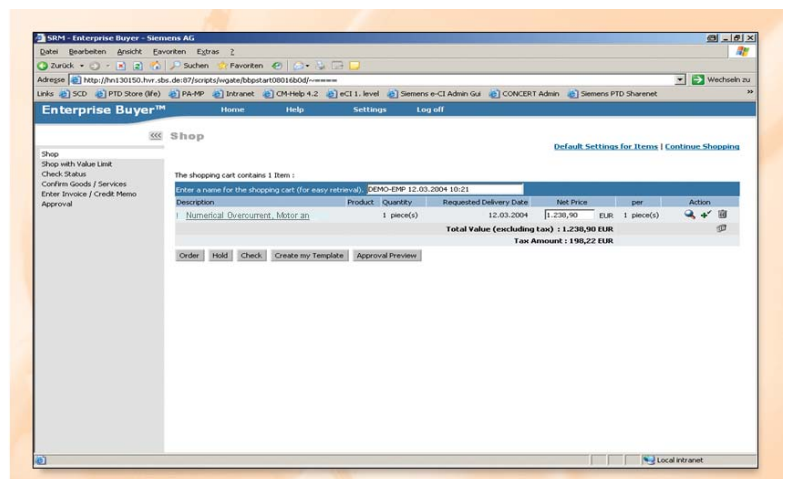 SRM - Enterprise Buyer - Siemens AG
Datei Bearbeiten Ansicht Favoriten Extras ?
Zurück Suchen Favoriten
Adresse http://hn130150.hvr.sbs.de:87/scripts/wgate/bbpstart08016b0d/~==== Wechseln zu
Links SCD PTD Store (life) PA-MP Intranet CM-Help 4.2 eCI 1. level Siemens e-CI Admin Gui CONCERT Admin Siemens PTD Sharenet »
Enterprise Buyer™ Home Help Settings Log off
Shop
Default Settings for Items | Continue Shopping
Shop
Shop with Value Limit
Check Status
Confirm Goods / Services
Enter Invoice / Credit Memo
Approval
The shopping cart contains 1 Item :
Enter a name for the shopping cart (for easy retrieval). DEMO-EMP 12.03.2004 10:21
Description Product Quantity Requested Delivery Date Net Price per Action
! Numerical Overcurrent, Motor an 1 piece(s) 12.03.2004 1.238,90 EUR 1 piece(s)
Total Value (excluding tax) : 1.238,90 EUR
Tax Amount : 198,22 EUR
Order Hold Check Create my Template Approval Preview
Local intranet